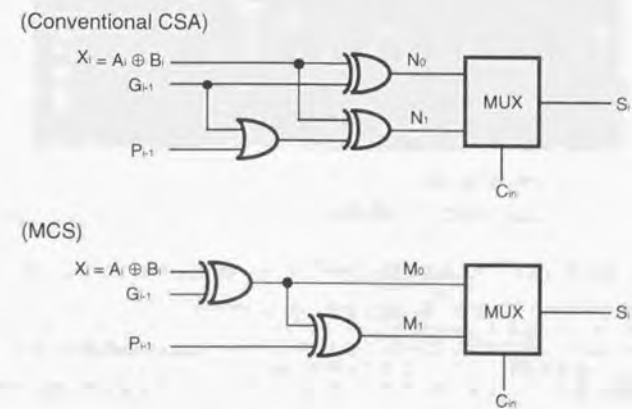 (Conventional CSA)
Xi = Ai ⊕ Bi
Gi-1
Pi-1
N0
N1
MUX
Si
Cin
(MCS)
Xi = Ai ⊕ Bi
Gi-1
Pi-1
M0
M1
MUX
Si
Cin